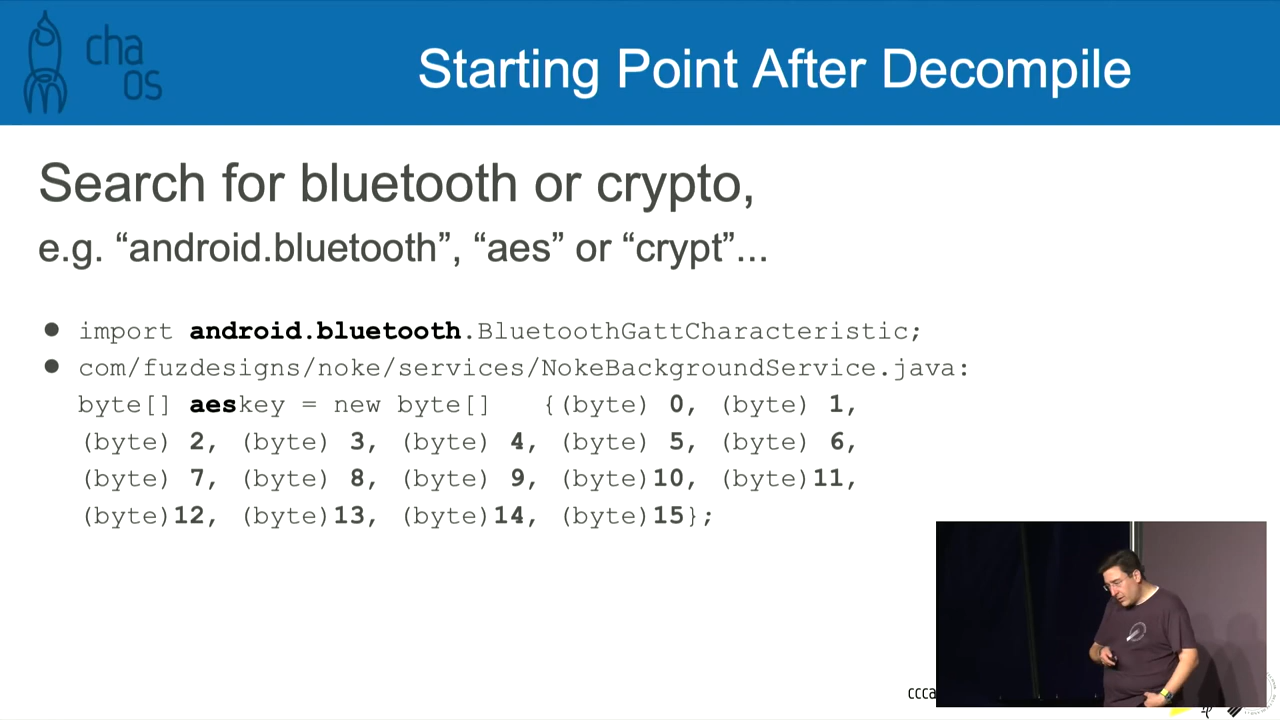 cha
os
Starting Point After Decompile
Search for bluetooth or crypto,
e.g. “android.bluetooth”, “aes” or “crypt”...
● import android.bluetooth.BluetoothGattCharacteristic;
● com/fuzdesigns/noke/services/NokeBackgroundService.java:
byte[] aeskey = new byte[] {(byte) 0, (byte) 1,
(byte) 2, (byte) 3, (byte) 4, (byte) 5, (byte) 6,
(byte) 7, (byte) 8, (byte) 9, (byte)10, (byte)11,
(byte)12, (byte)13, (byte)14, (byte)15};
ccca